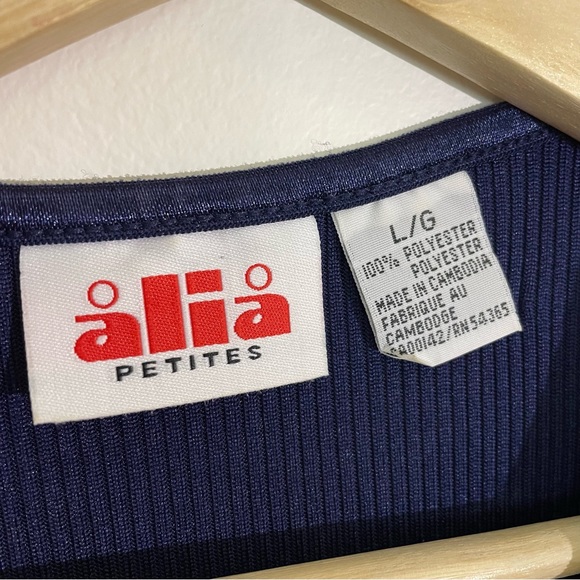 alia
PETITES
L/G
100% POLYESTER
POLYESTER
MADE IN CAMBODIA
FABRIQUE AU
CAMBODGE
CA00142/RN54365